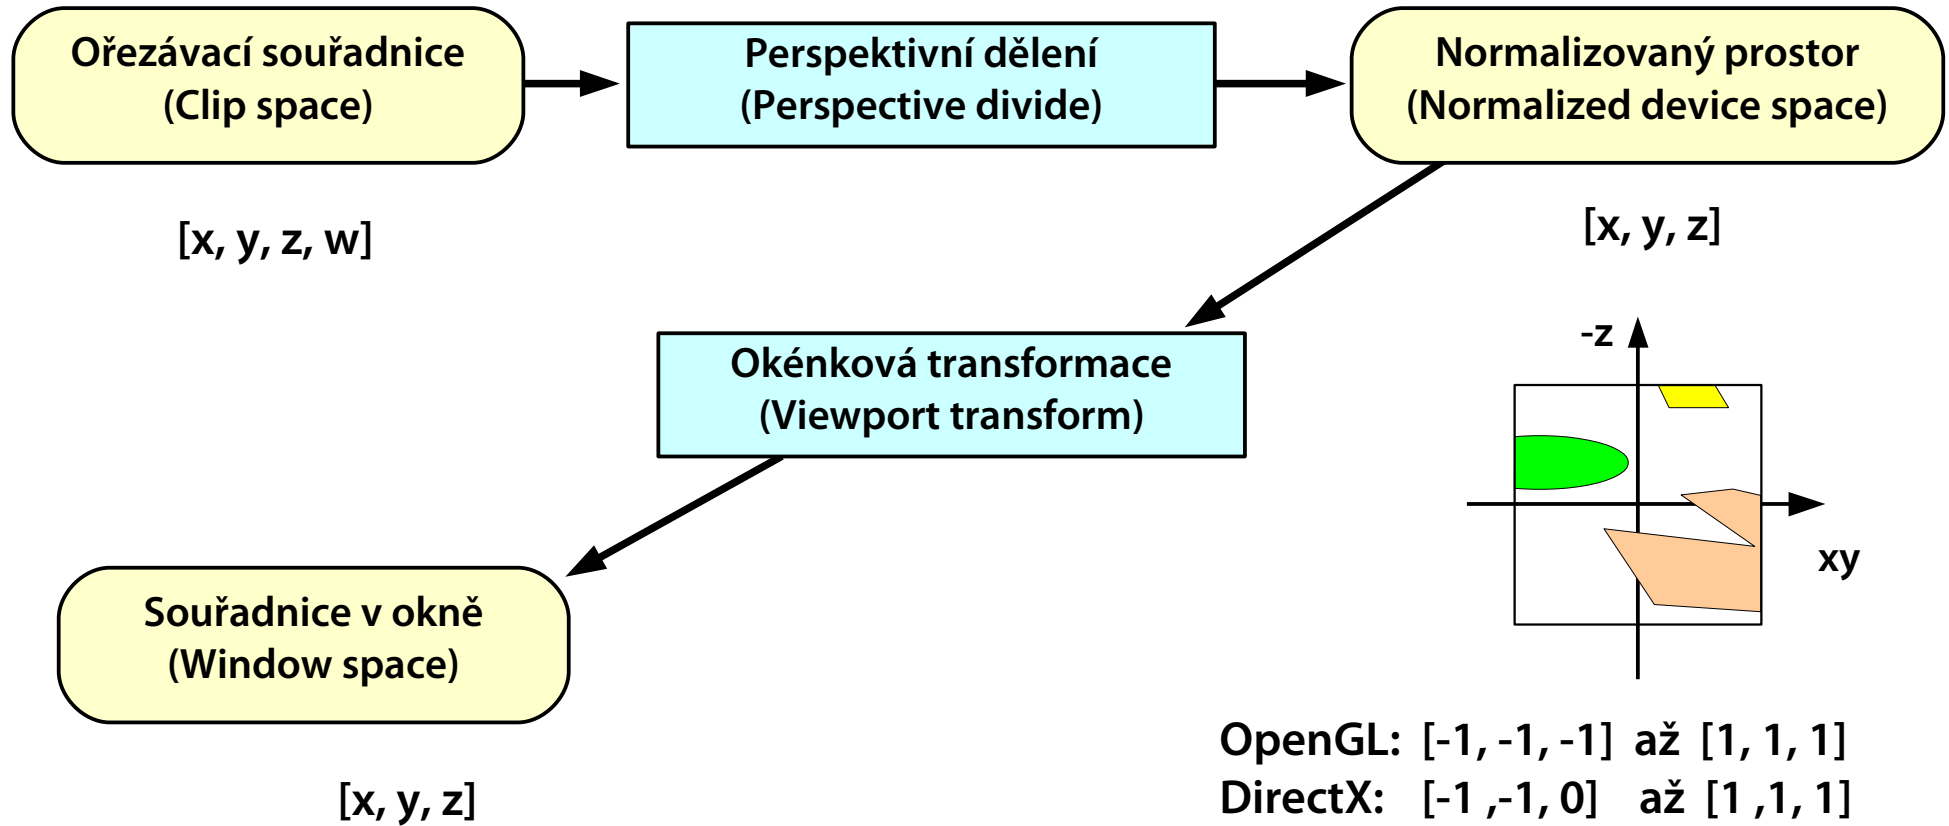 Ořezávací souřadnice
(Clip space)
Perspektivní dělení
(Perspective divide)
Normalizovaný prostor
(Normalized device space)
[x, y, z, w]
[x, y, z]
Okénková transformace
(Viewport transform)
-z
xy
Souřadnice v okně
(Window space)
[x, y, z]
OpenGL: [-1, -1, -1] až [1, 1, 1]
DirectX: [-1 ,-1, 0] až [1 ,1, 1]